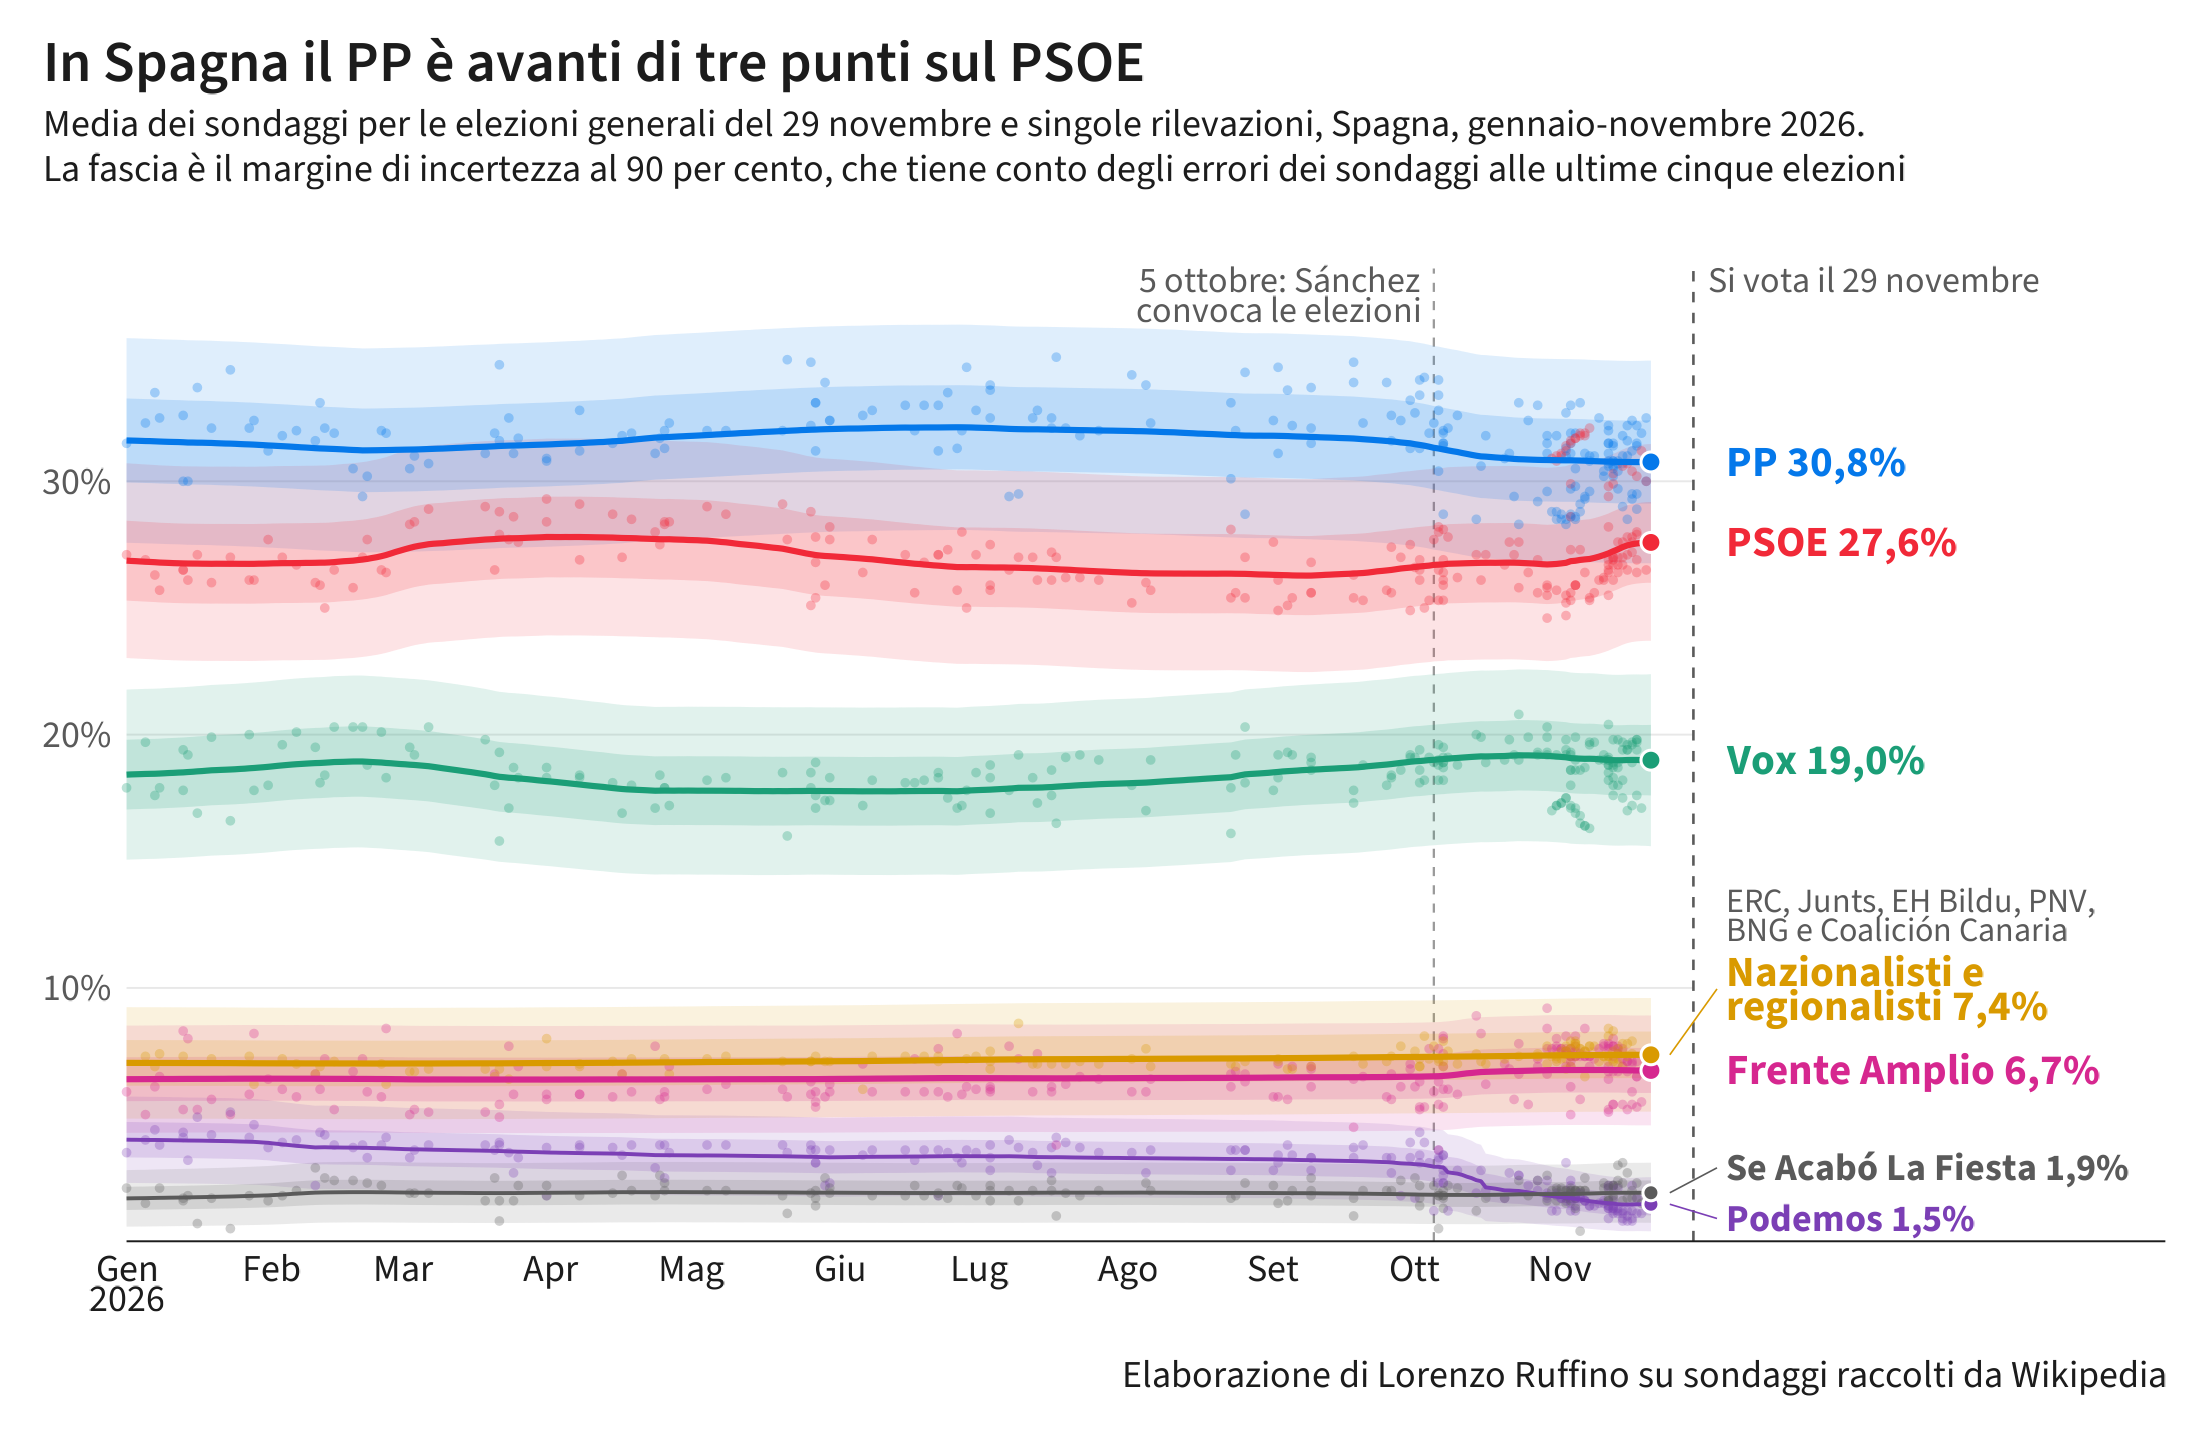 In Spagna il PP è avanti di tre punti sul PSOE
Media dei sondaggi per le elezioni generali del 29 novembre e singole rilevazioni, Spagna, gennaio-novembre 2026.
La fascia è il margine di incertezza al 90 per cento, che tiene conto degli errori dei sondaggi alle ultime cinque elezioni
5 ottobre: Sánchez
convoca le elezioni
Si vota il 29 novembre
30%
20%
10%
PP 30,8%
PSOE 27,6%
Vox 19,0%
ERC, Junts, EH Bildu, PNV,
BNG e Coalición Canaria
Nazionalisti e
regionalisti 7,4%
Frente Amplio 6,7%
Se Acabó La Fiesta 1,9%
Podemos 1,5%
Gen
2026
Feb
Mar
Apr
Mag
Giu
Lug
Ago
Set
Ott
Nov
Elaborazione di Lorenzo Ruffino su sondaggi raccolti da Wikipedia